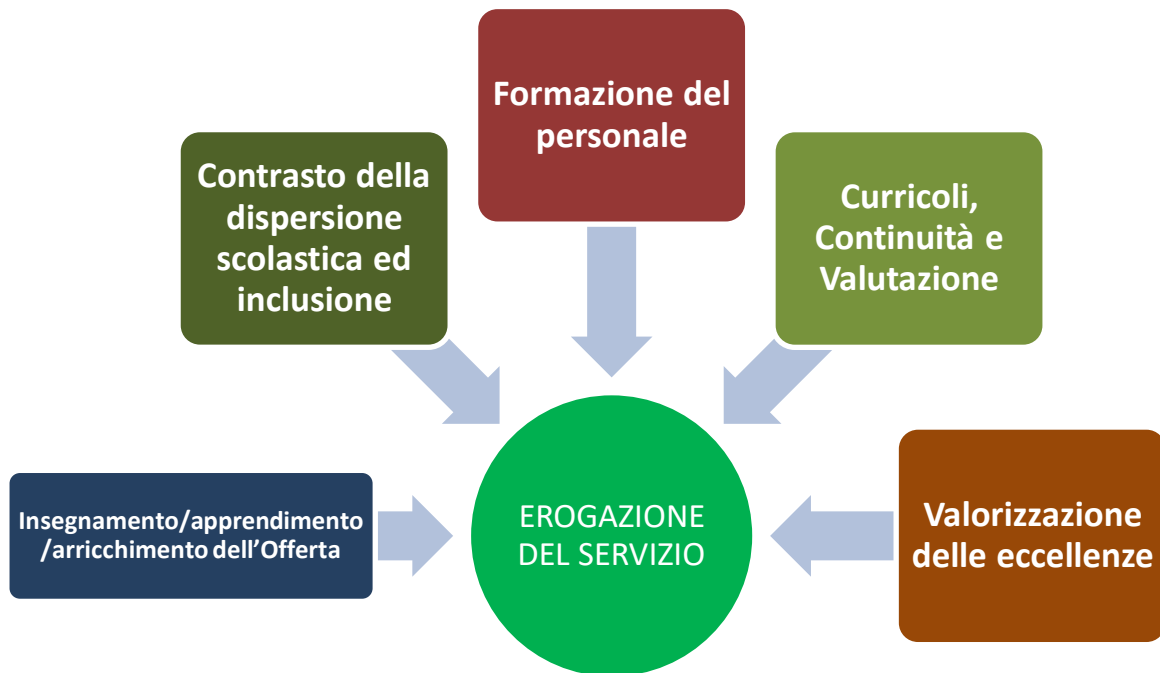 Formazione del
personale
Contrasto della
dispersione
scolastica ed
inclusione
Curricoli,
Continuità e
Valutazione
Insegnamento/apprendimento
/arricchimento dell’Offerta
EROGAZIONE
DEL SERVIZIO
Valorizzazione
delle eccellenze